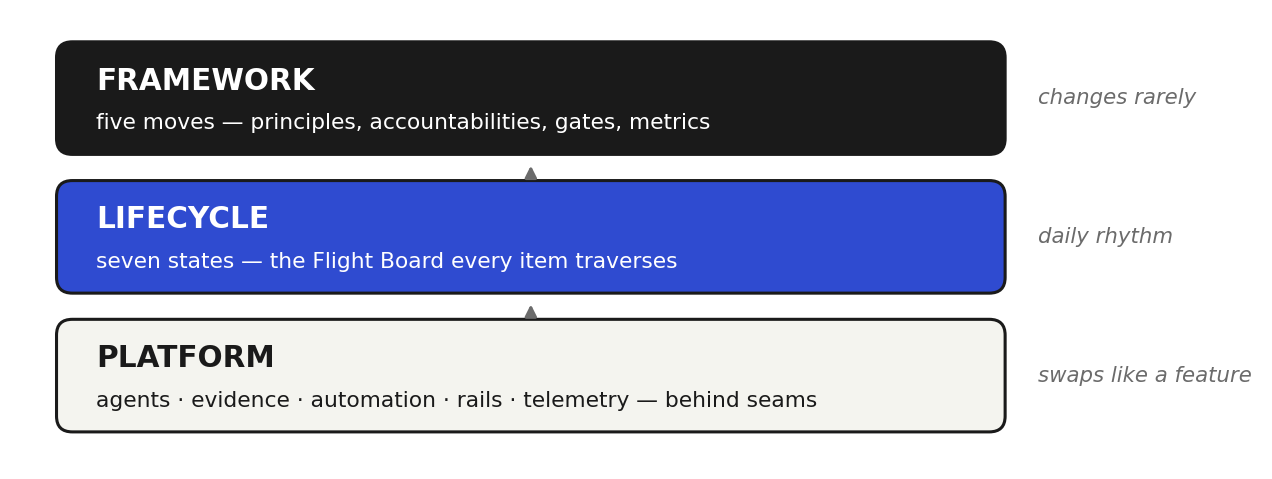 FRAMEWORK
five moves — principles, accountabilities, gates, metrics
changes rarely
LIFECYCLE
seven states — the Flight Board every item traverses
daily rhythm
PLATFORM
agents · evidence · automation · rails · telemetry — behind seams
swaps like a feature